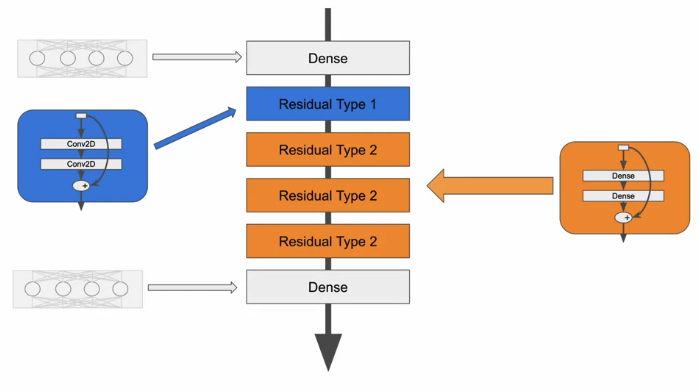 Dense
Residual Type 1
Conv2D
Conv2D
+
Residual Type 2
Residual Type 2
Residual Type 2
Dense
Dense
+
Dense